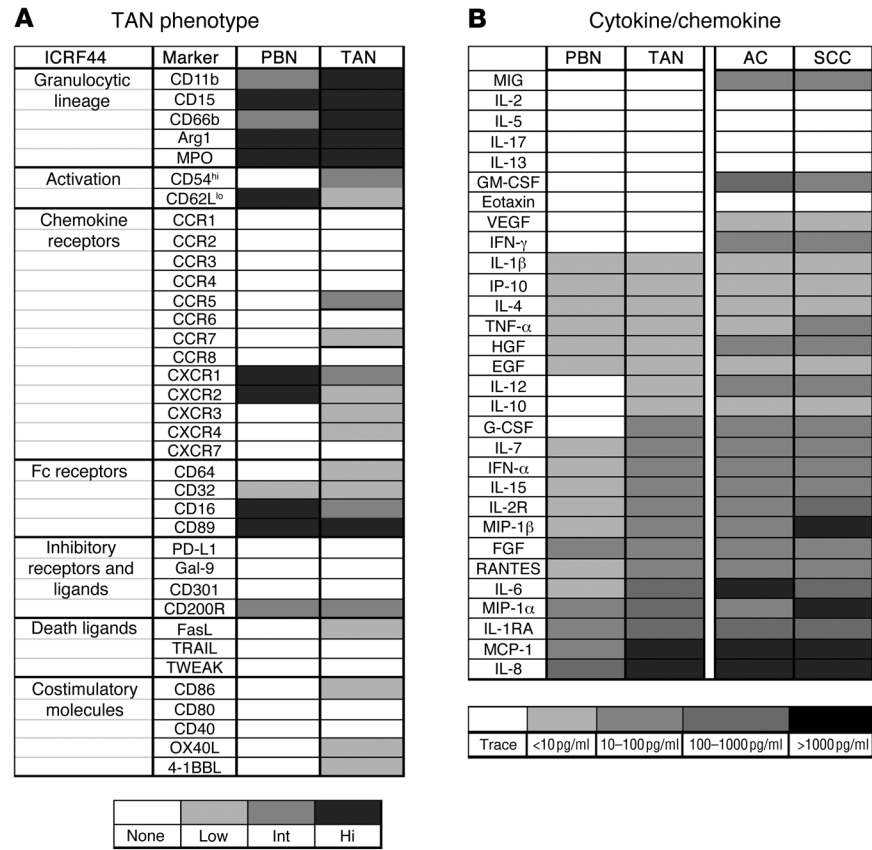 A TAN phenotype
ICRF44 Marker PBN TAN
Granulocytic CD11b
lineage CD15
CD66b
Arg1
MPO
Activation CD54hi
CD62Llo
Chemokine CCR1
receptors CCR2
CCR3
CCR4
CCR5
CCR6
CCR7
CCR8
CXCR1
CXCR2
CXCR3
CXCR4
CXCR7
Fc receptors CD64
CD32
CD16
CD89
Inhibitory PD-L1
receptors and Gal-9
ligands CD301
CD200R
Death ligands FasL
TRAIL
TWEAK
Costimulatory CD86
molecules CD80
CD40
OX40L
4-1BBL
None Low Int Hi
B Cytokine/chemokine
PBN TAN AC SCC
MIG
IL-2
IL-5
IL-17
IL-13
GM-CSF
Eotaxin
VEGF
IFN-γ
IL-1β
IP-10
IL-4
TNF-α
HGF
EGF
IL-12
IL-10
G-CSF
IL-7
IFN-α
IL-15
IL-2R
MIP-1β
FGF
RANTES
IL-6
MIP-1α
IL-1RA
MCP-1
IL-8
Trace <10 pg/ml 10–100 pg/ml 100-1000 pg/ml >1000 pg/ml